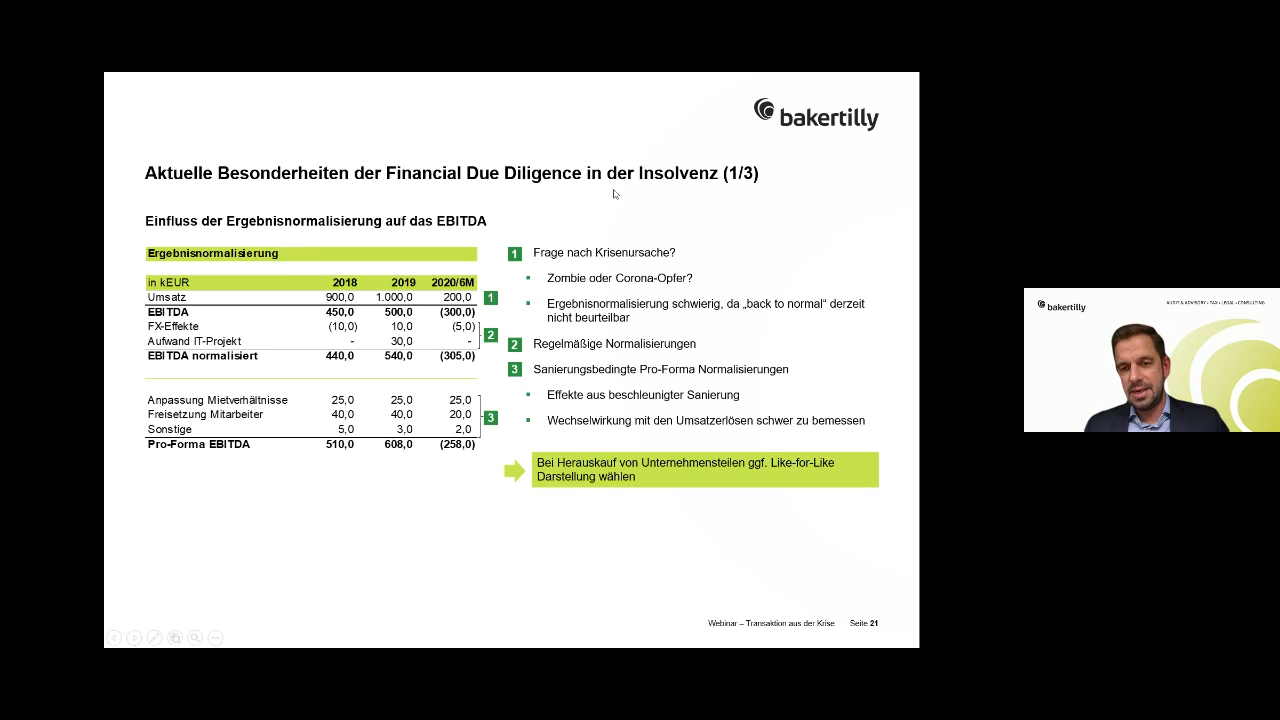 bakertilly
Aktuelle Besonderheiten der Financial Due Diligence in der Insolvenz (1/3)
Einfluss der Ergebnisnormalisierung auf das EBITDA
Ergebnisnormalisierung
in kEUR 2018 2019 2020/6M
Umsatz 900,0 1.000,0 200,0 1
EBITDA 450,0 500,0 (300,0)
FX-Effekte (10,0) 10,0 (5,0)
2
Aufwand IT-Projekt - 30,0 -
EBITDA normalisiert 440,0 540,0 (305,0)
Anpassung Mietverhältnisse 25,0 25,0 25,0
Freisetzung Mitarbeiter 40,0 40,0 20,0 3
Sonstige 5,0 3,0 2,0
Pro-Forma EBITDA 510,0 608,0 (258,0)
1 Frage nach Krisenursache?
▪ Zombie oder Corona-Opfer?
▪ Ergebnisnormalisierung schwierig, da „back to normal“ derzeit
nicht beurteilbar
2 Regelmäßige Normalisierungen
3 Sanierungsbedingte Pro-Forma Normalisierungen
▪ Effekte aus beschleunigter Sanierung
▪ Wechselwirkung mit den Umsatzerlösen schwer zu bemessen
Bei Herauskauf von Unternehmensteilen ggf. Like-for-Like
Darstellung wählen
Webinar – Transaktion aus der Krise Seite 21
bakertilly
AUDIT & ADVISORY • TAX • LEGAL • CONSULTING